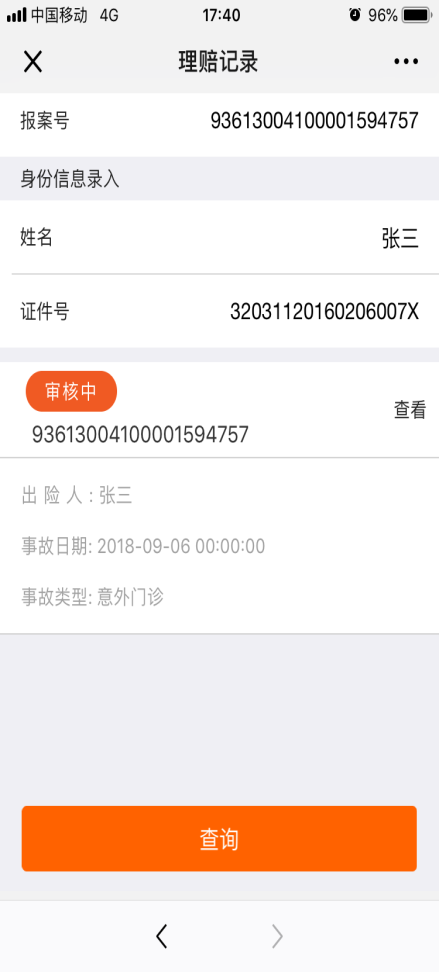 中国移动 4G 17:40 96%
理赔记录
报案号 93613004100001594757
身份信息录入
姓名 张三
证件号 32031120160206007X
审核中
查看
93613004100001594757
出 险 人 : 张三
事故日期: 2018-09-06 00:00:00
事故类型: 意外门诊
查询